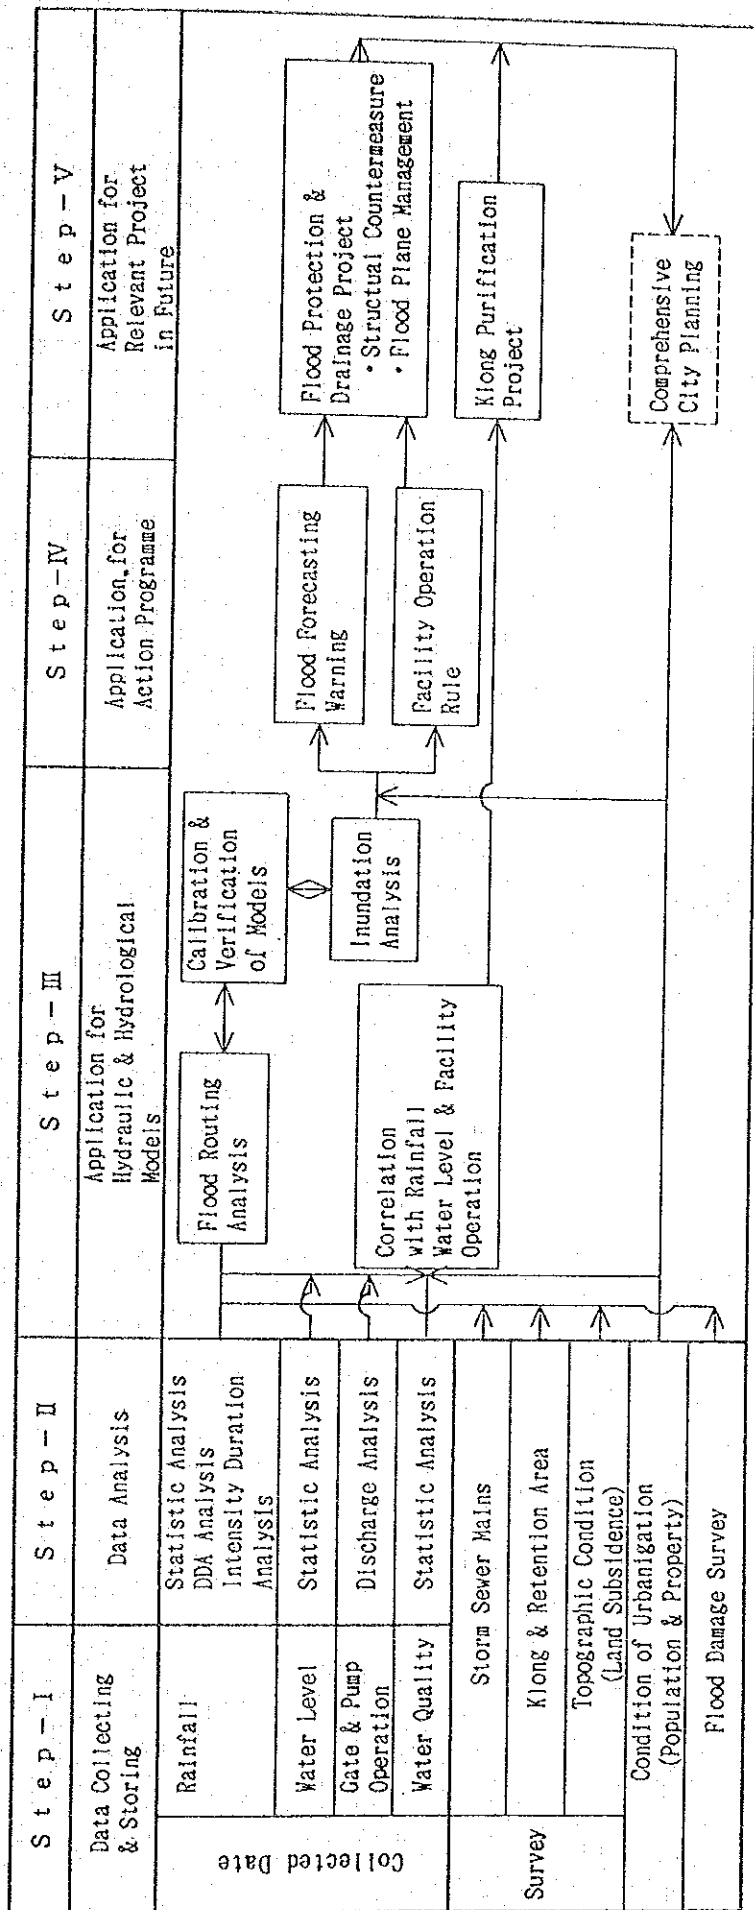 Step-I
Step-II
Step-III
Step-IV
Step-V
Data Collecting
& Storing
Data Analysis
Application for
Hydraulic & Hydrological
Models
Application for
Action Programme
Application for
Relevant Project
in Future
Collected Date
Rainfall
Statistic Analysis
DDA Analysis
Intensity Duration
Analysis
Water Level
Statistic Analysis
Gate & Pump
Operation
Discharge Analysis
Water Quality
Statistic Analysis
Survey
Storm Sewer Mains
Klong & Retention Area
Topographic Condition
(Land Subsidence)
Condition of Urbanigation
(Population & Property)
Flood Damage Survey
Flood Routing
Analysis
Calibration &
Verification
of Models
Inundation
Analysis
Correlation
with Rainfall
Water Level & Facility
Operation
Flood Forecasting
Warning
Facility Operation
Rule
Flood Protection &
Drainage Project
• Structual Countermeasure
• Flood Plane Management
Klong Purification
Project
Comprehensive
City Planning